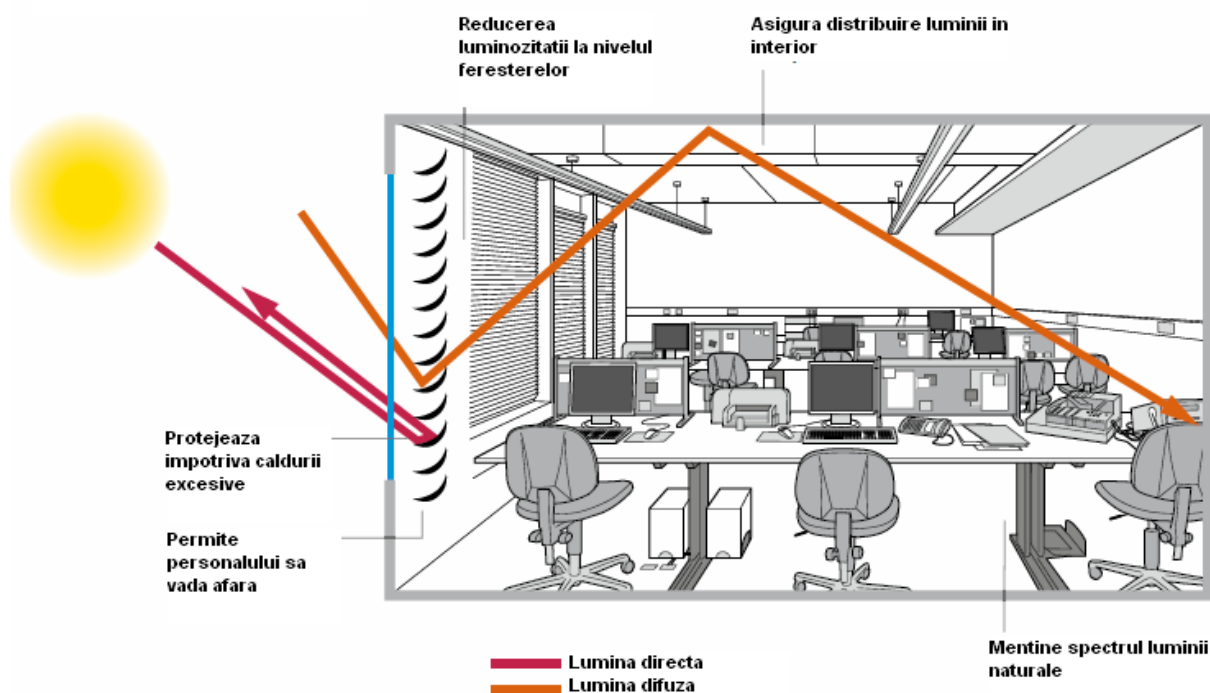 Reducerea
luminozitatii la nivelul
feresterelor
Asigura distribuire luminii in
interior
Protejeaza
impotriva caldurii
excesive
Permite
personalului sa
vada afara
Mentine spectrul luminii
naturale
Lumina directa
Lumina difuza